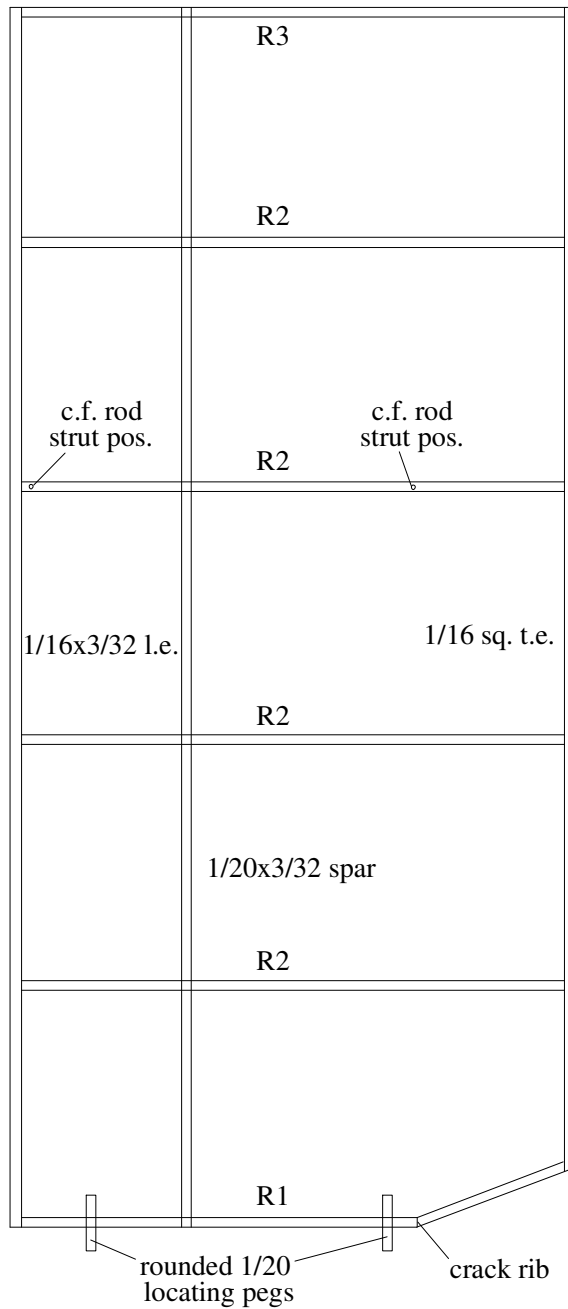 R3
R2
c.f. rod
strut pos.
c.f. rod
strut pos.
R2
1/16x3/32 l.e.
1/16 sq. t.e.
R2
1/20x3/32 spar
R2
R1
rounded 1/20
locating pegs
crack rib